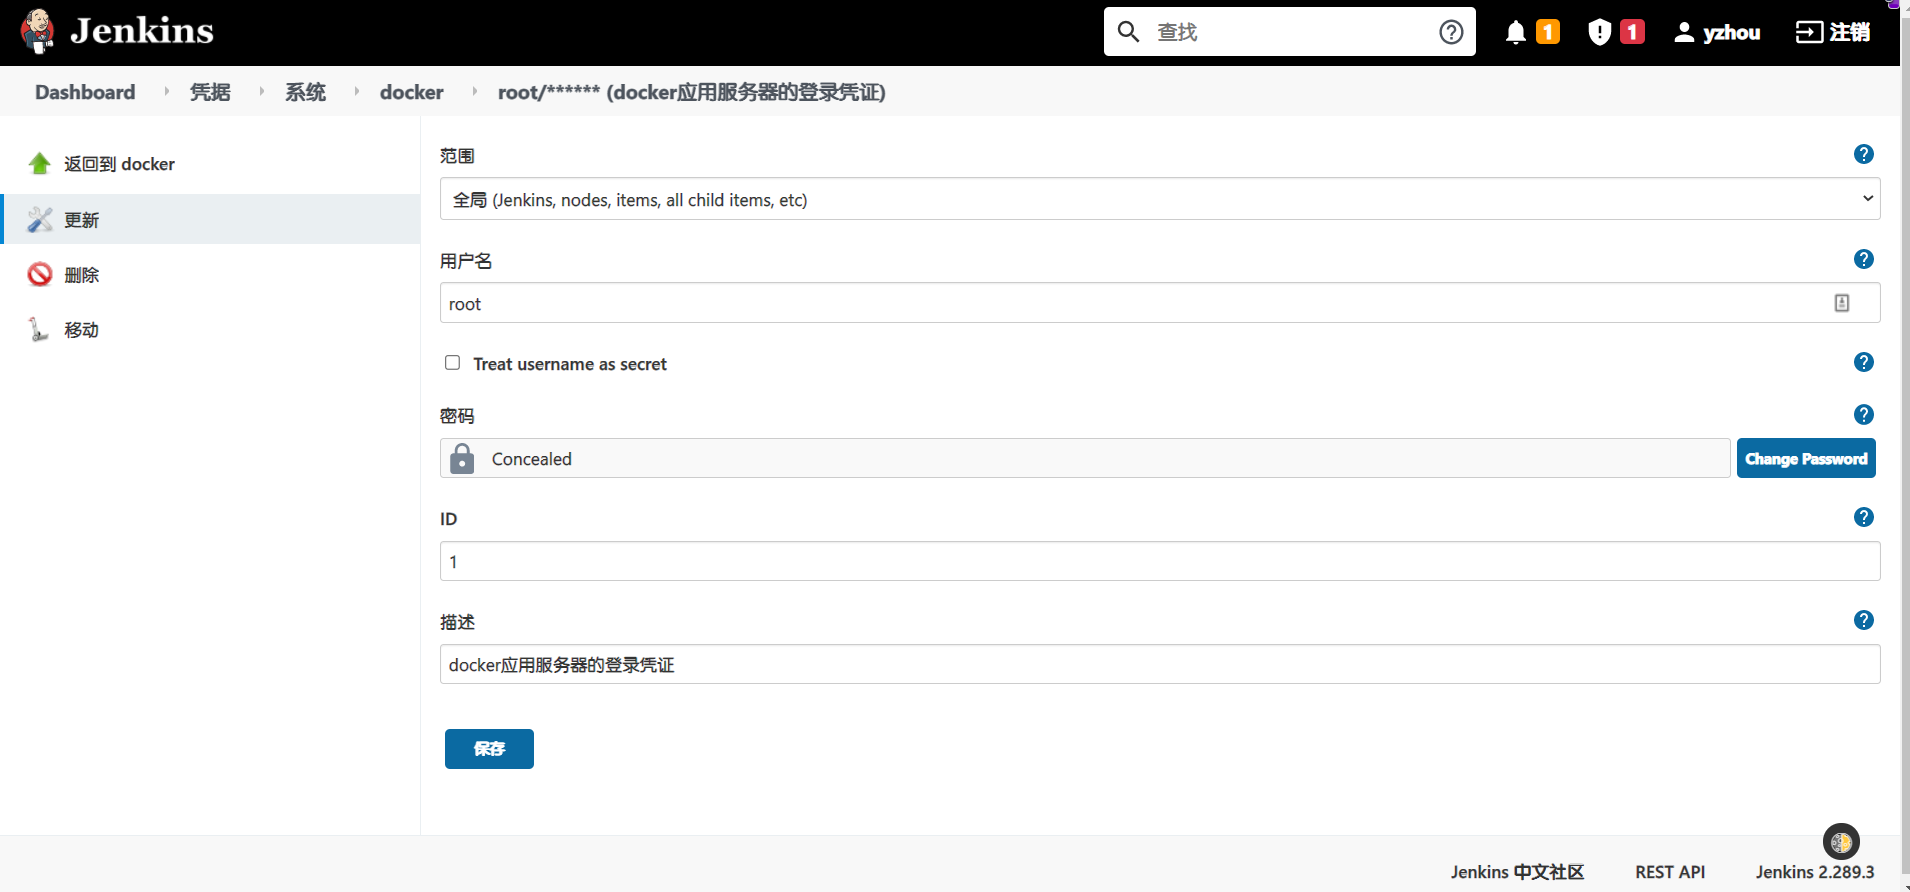 Jenkins
查找
1
1
yzhou
注销
Dashboard
凭据
系统
docker
root/****** (docker应用服务器的登录凭证)
返回到 docker
更新
删除
移动
范围
全局 (Jenkins, nodes, items, all child items, etc)
用户名
root
Treat username as secret
密码
Concealed
Change Password
ID
1
描述
docker应用服务器的登录凭证
保存
Jenkins 中文社区
REST API
Jenkins 2.289.3